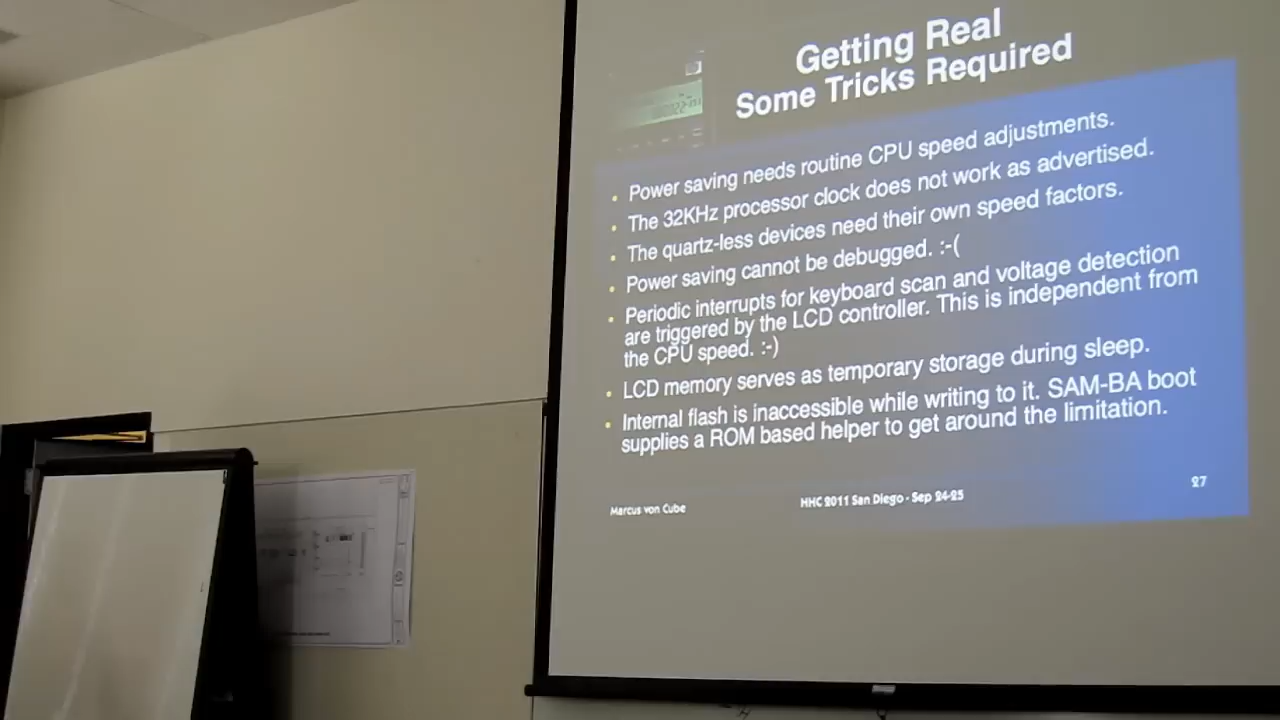 Getting Real
Some Tricks Required
Power saving needs routine CPU speed adjustments.
The 32KHz processor clock does not work as advertised.
The quartz-less devices need their own speed factors.
Power saving cannot be debugged. :-(
Periodic interrupts for keyboard scan and voltage detection
are triggered by the LCD controller. This is independent from
the CPU speed. :-)
LCD memory serves as temporary storage during sleep.
Internal flash is inaccessible while writing to it. SAM-BA boot
supplies a ROM based helper to get around the limitation.
Marcus von Cube
HHC 2011 San Diego - Sep 24-25
27